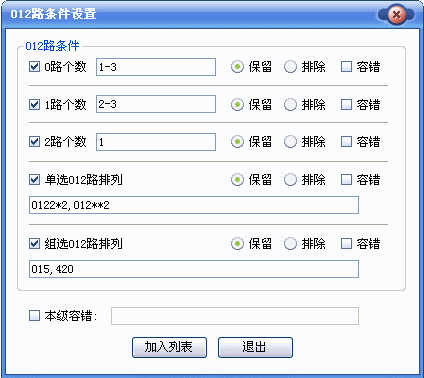 012路条件设置
012路条件
0路个数 1-3 保留 排除 容错
1路个数 2-3 保留 排除 容错
2路个数 1 保留 排除 容错
单选012路排列 保留 排除 容错
0122*2,012**2
组选012路排列 保留 排除 容错
015,420
本级容错:
加入列表 退出